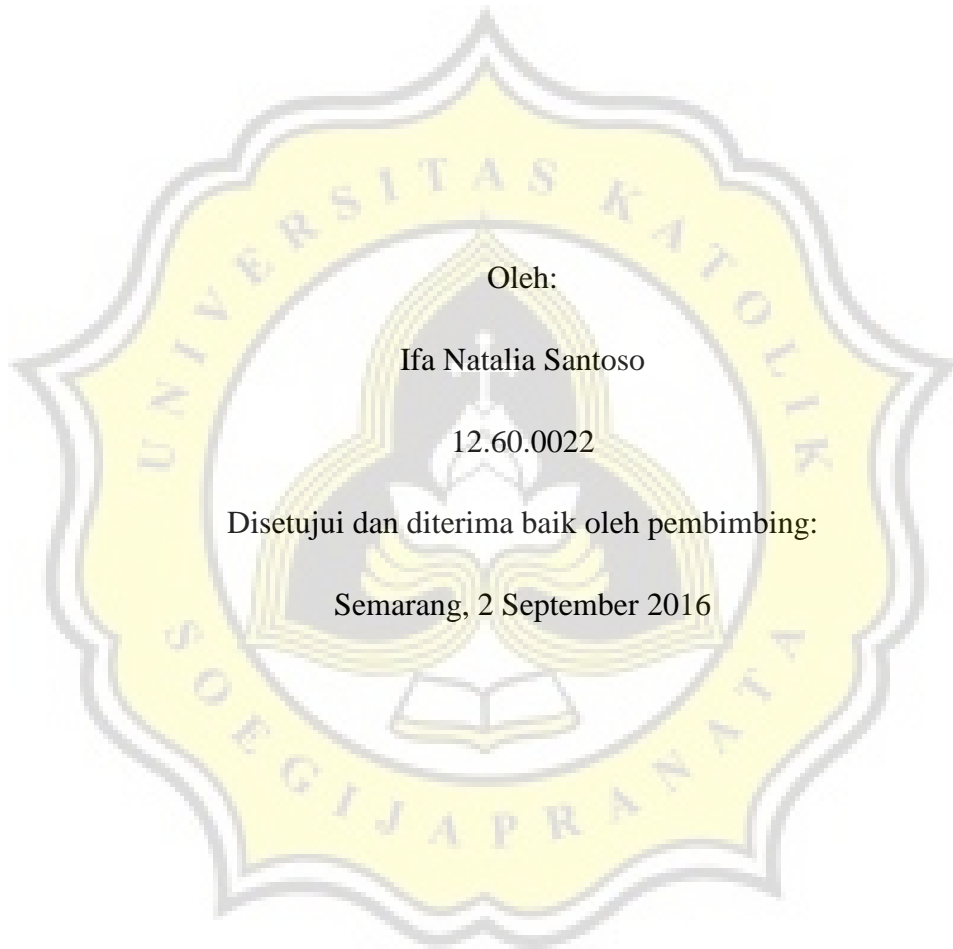 UNIVERSITAS KATOLIK
Oleh:
Ifa Natalia Santoso
12.60.0022
Disetujui dan diterima baik oleh pembimbing:
Semarang, 2 September 2016
SOEGIJAPRANATA